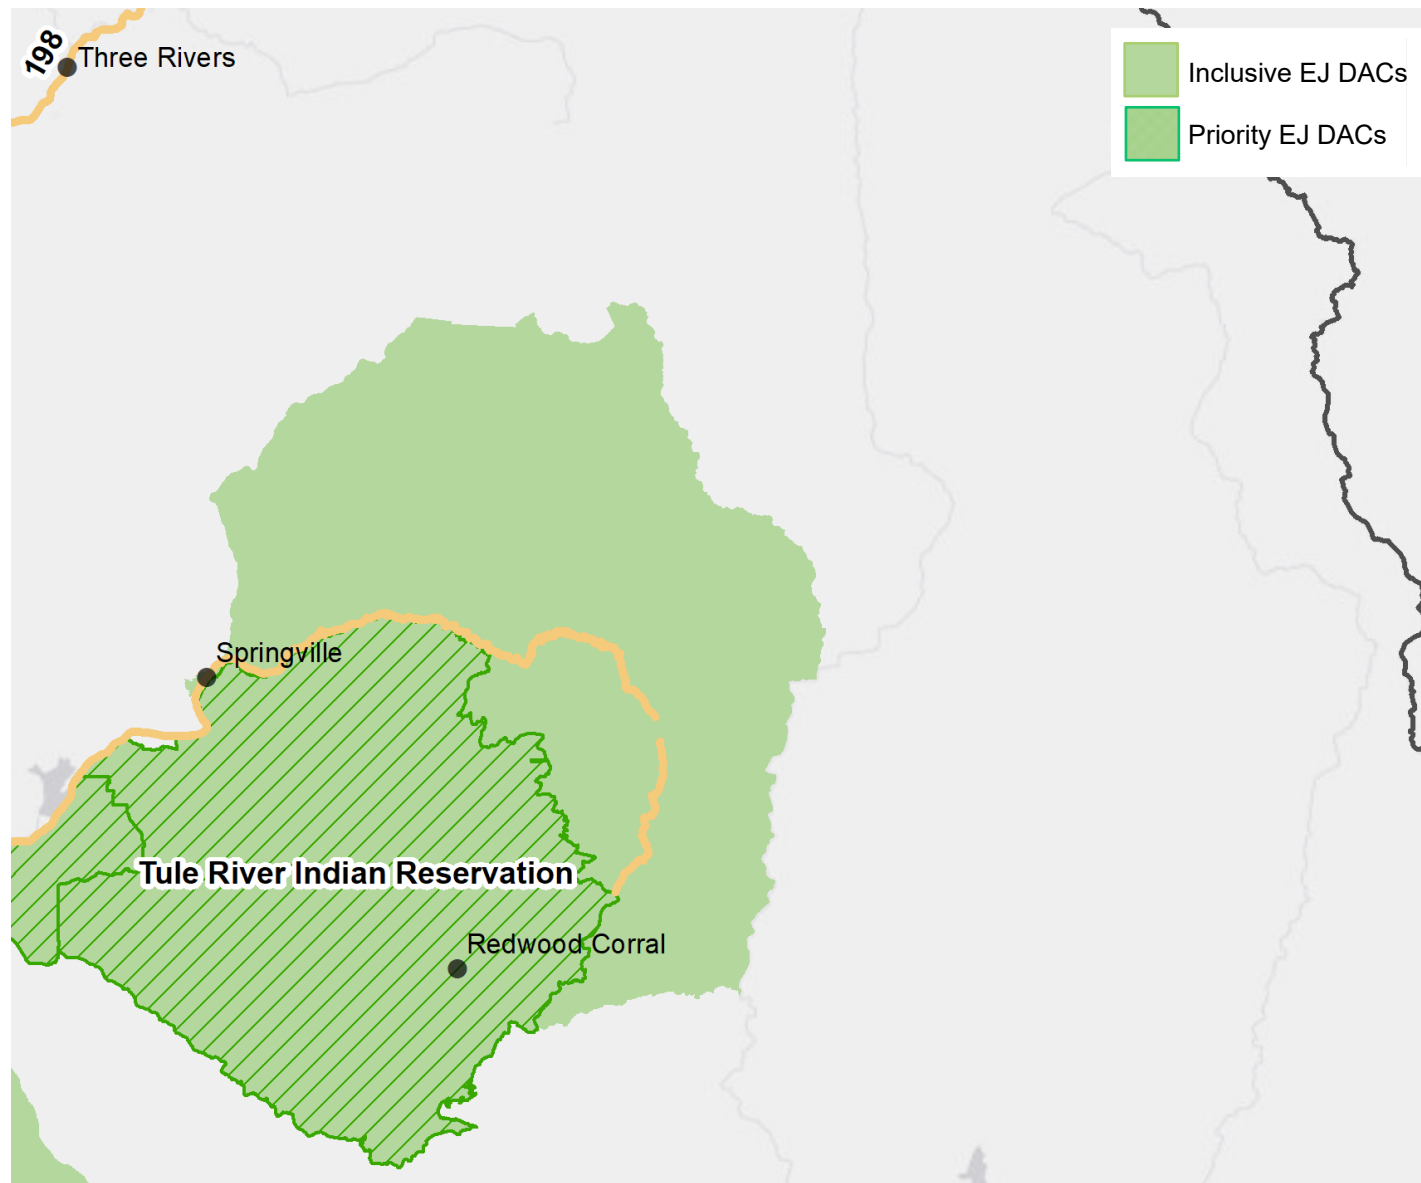 198
Three Rivers
Inclusive EJ DACs
Priority EJ DACs
Springville
Tule River Indian Reservation
Redwood Corral